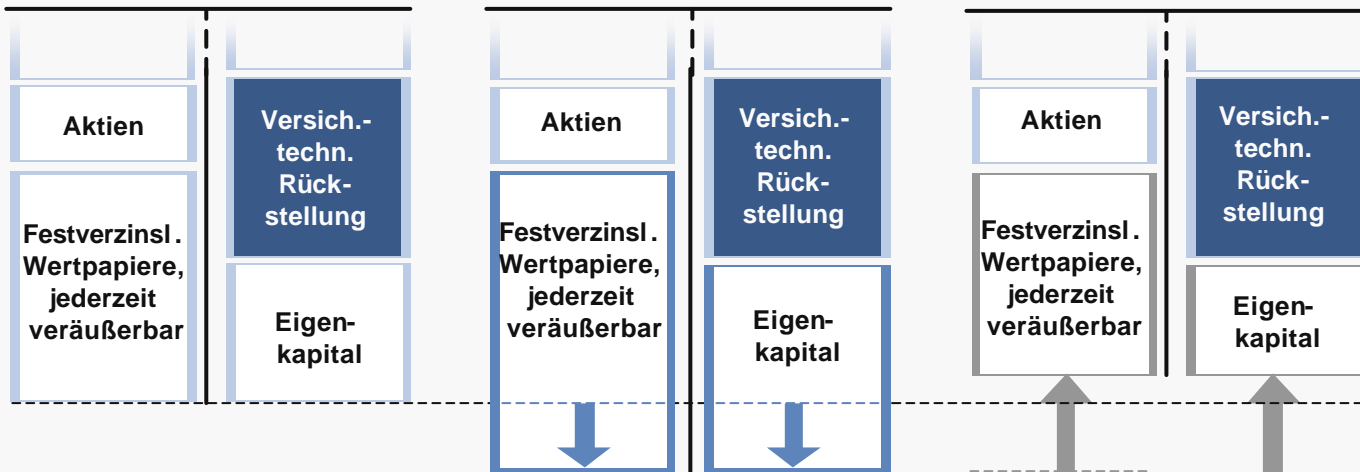 Aktien
Festverzinsl.
Wertpapiere,
jederzeit
veräußerbar
Versich.-
techn.
Rück-
stellung
Eigen-
kapital
Aktien
Festverzinsl.
Wertpapiere,
jederzeit
veräußerbar
Versich.-
techn.
Rück-
stellung
Eigen-
kapital
Aktien
Festverzinsl.
Wertpapiere,
jederzeit
veräußerbar
Versich.-
techn.
Rück-
stellung
Eigen-
kapital